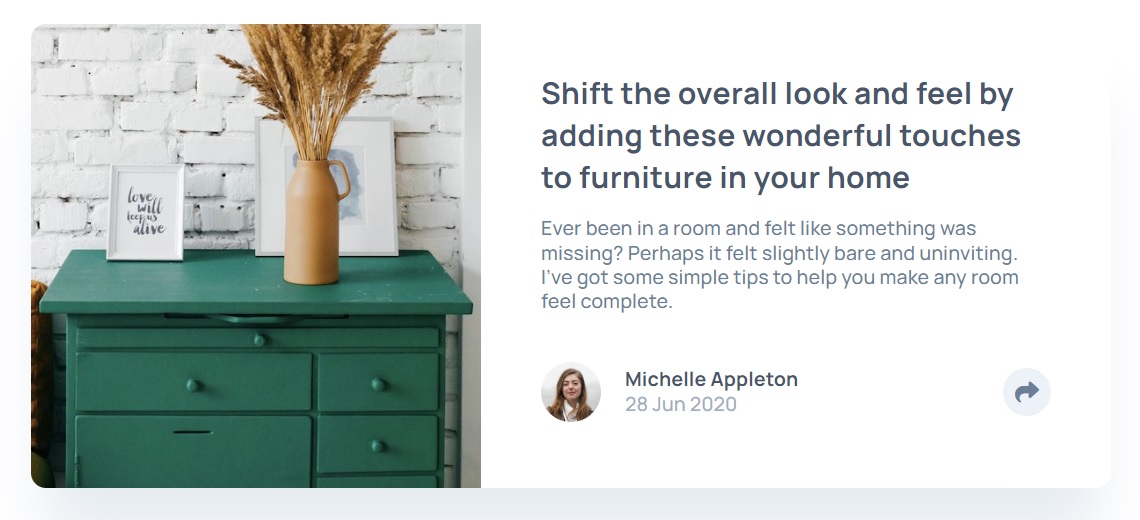 love
will
keep us
alive
Shift the overall look and feel by
adding these wonderful touches
to furniture in your home
Ever been in a room and felt like something was
missing? Perhaps it felt slightly bare and uninviting.
I've got some simple tips to help you make any room
feel complete.
Michelle Appleton
28 Jun 2020